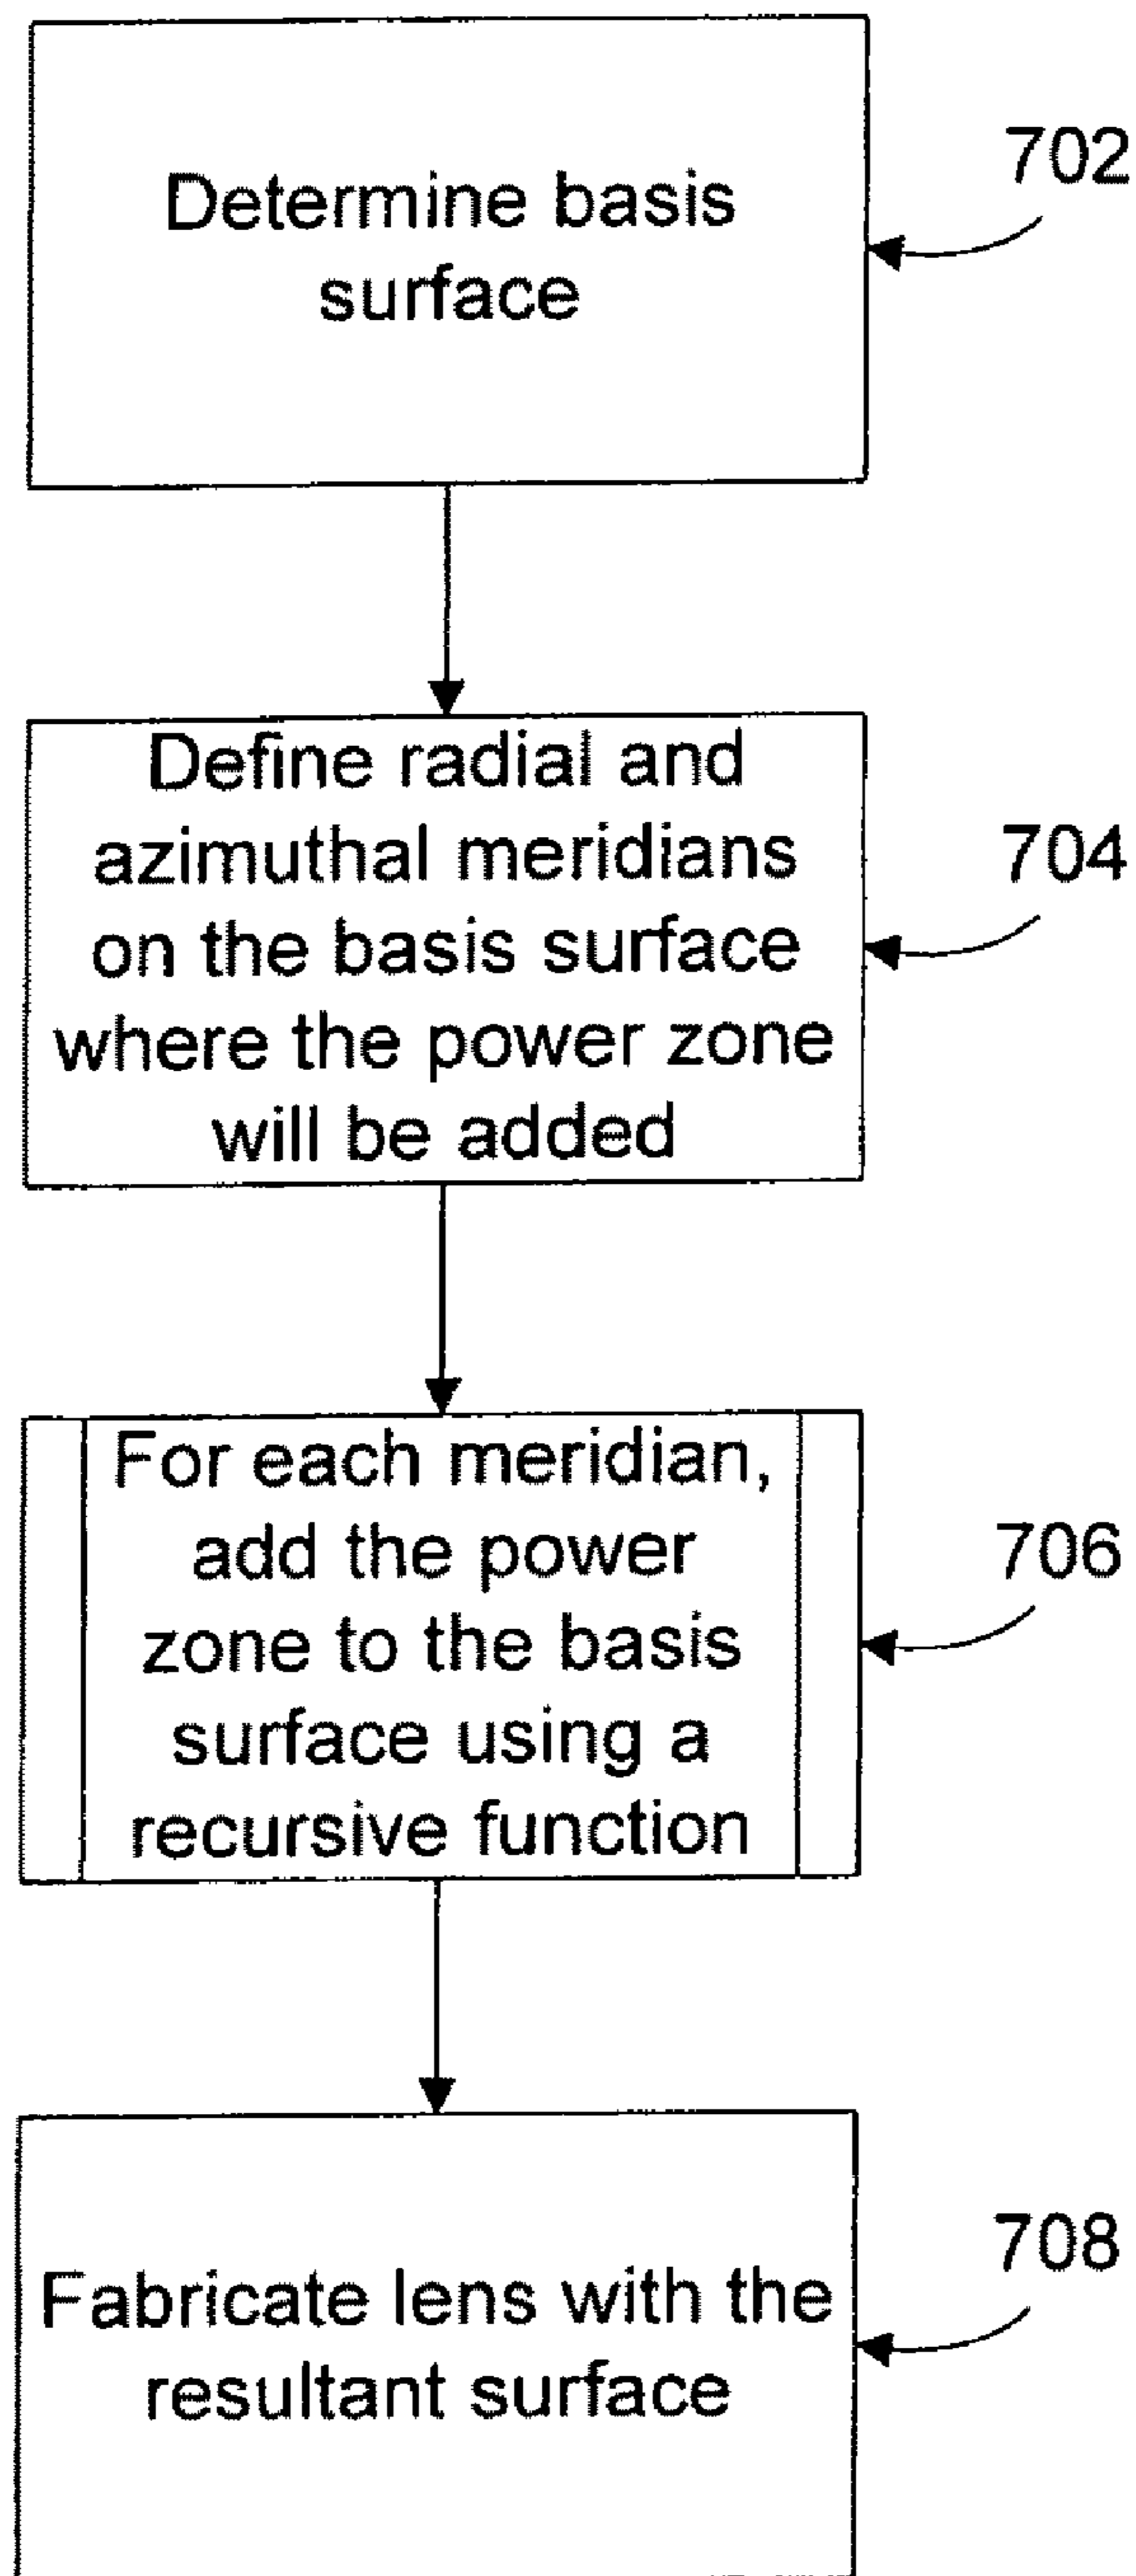 Determine basis
surface
702
Define radial and
azimuthal meridians
on the basis surface
where the power zone
will be added
704
For each meridian,
add the power
zone to the basis
surface using a
recursive function
706
Fabricate lens with the
resultant surface
708